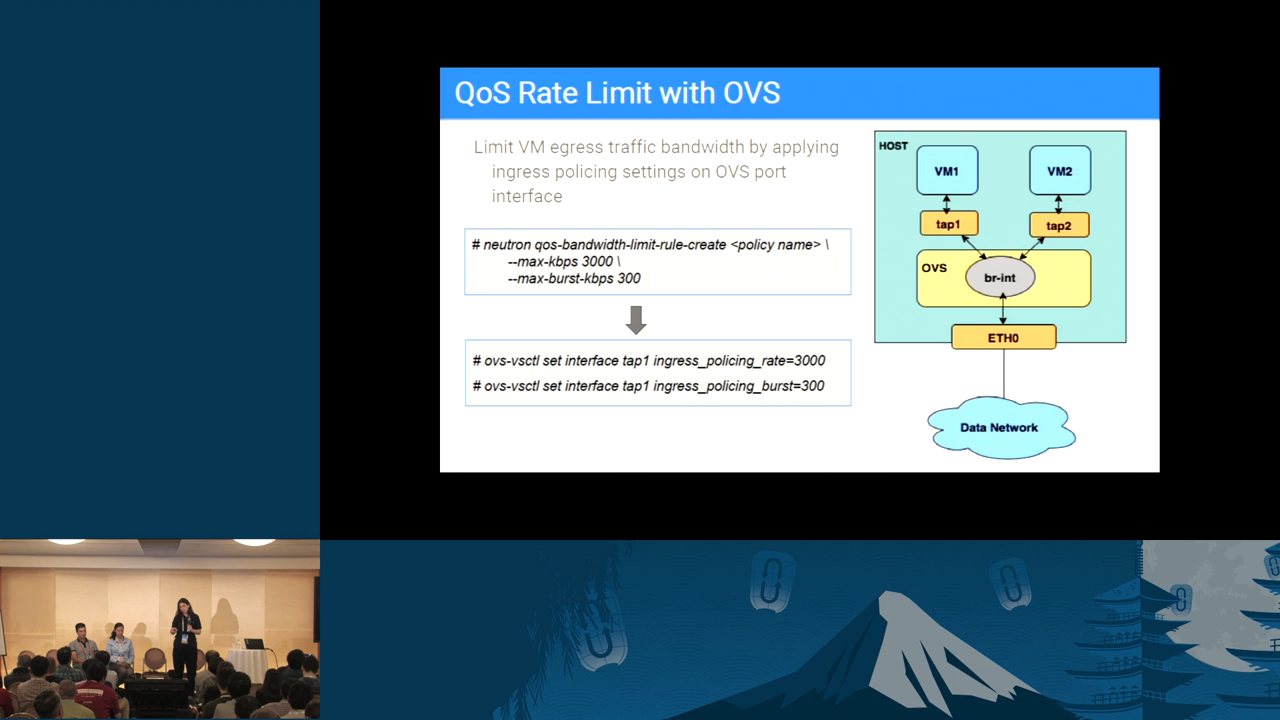 QoS Rate Limit with OVS
Limit VM egress traffic bandwidth by applying
ingress policing settings on OVS port
interface
# neutron qos-bandwidth-limit-rule-create <policy name> \
--max-kbps 3000 \
--max-burst-kbps 300
# ovs-vsctl set interface tap1 ingress_policing_rate=3000
# ovs-vsctl set interface tap1 ingress_policing_burst=300
HOST
VM1
VM2
tap1
tap2
OVS
br-int
ETH0
Data Network